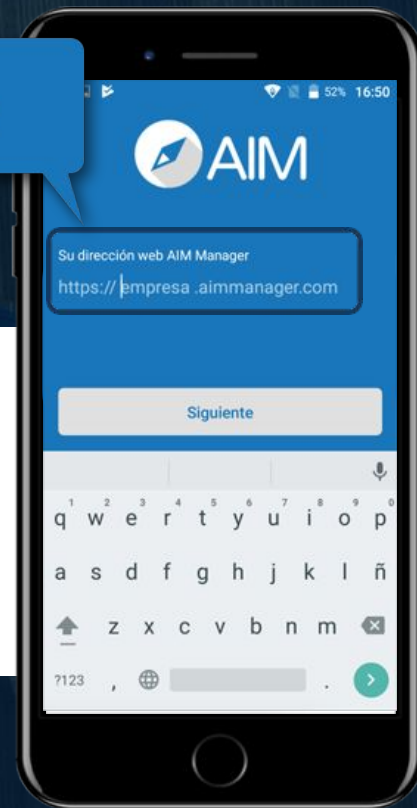 52% 16:50
AIM
Su dirección web AIM Manager
https:// empresa .aimmanager.com
Siguiente
1 2 3 4 5 6 7 8 9 0
q w e r t y u i o p
a s d f g h j k l ñ
z x c v b n m
?123 , .